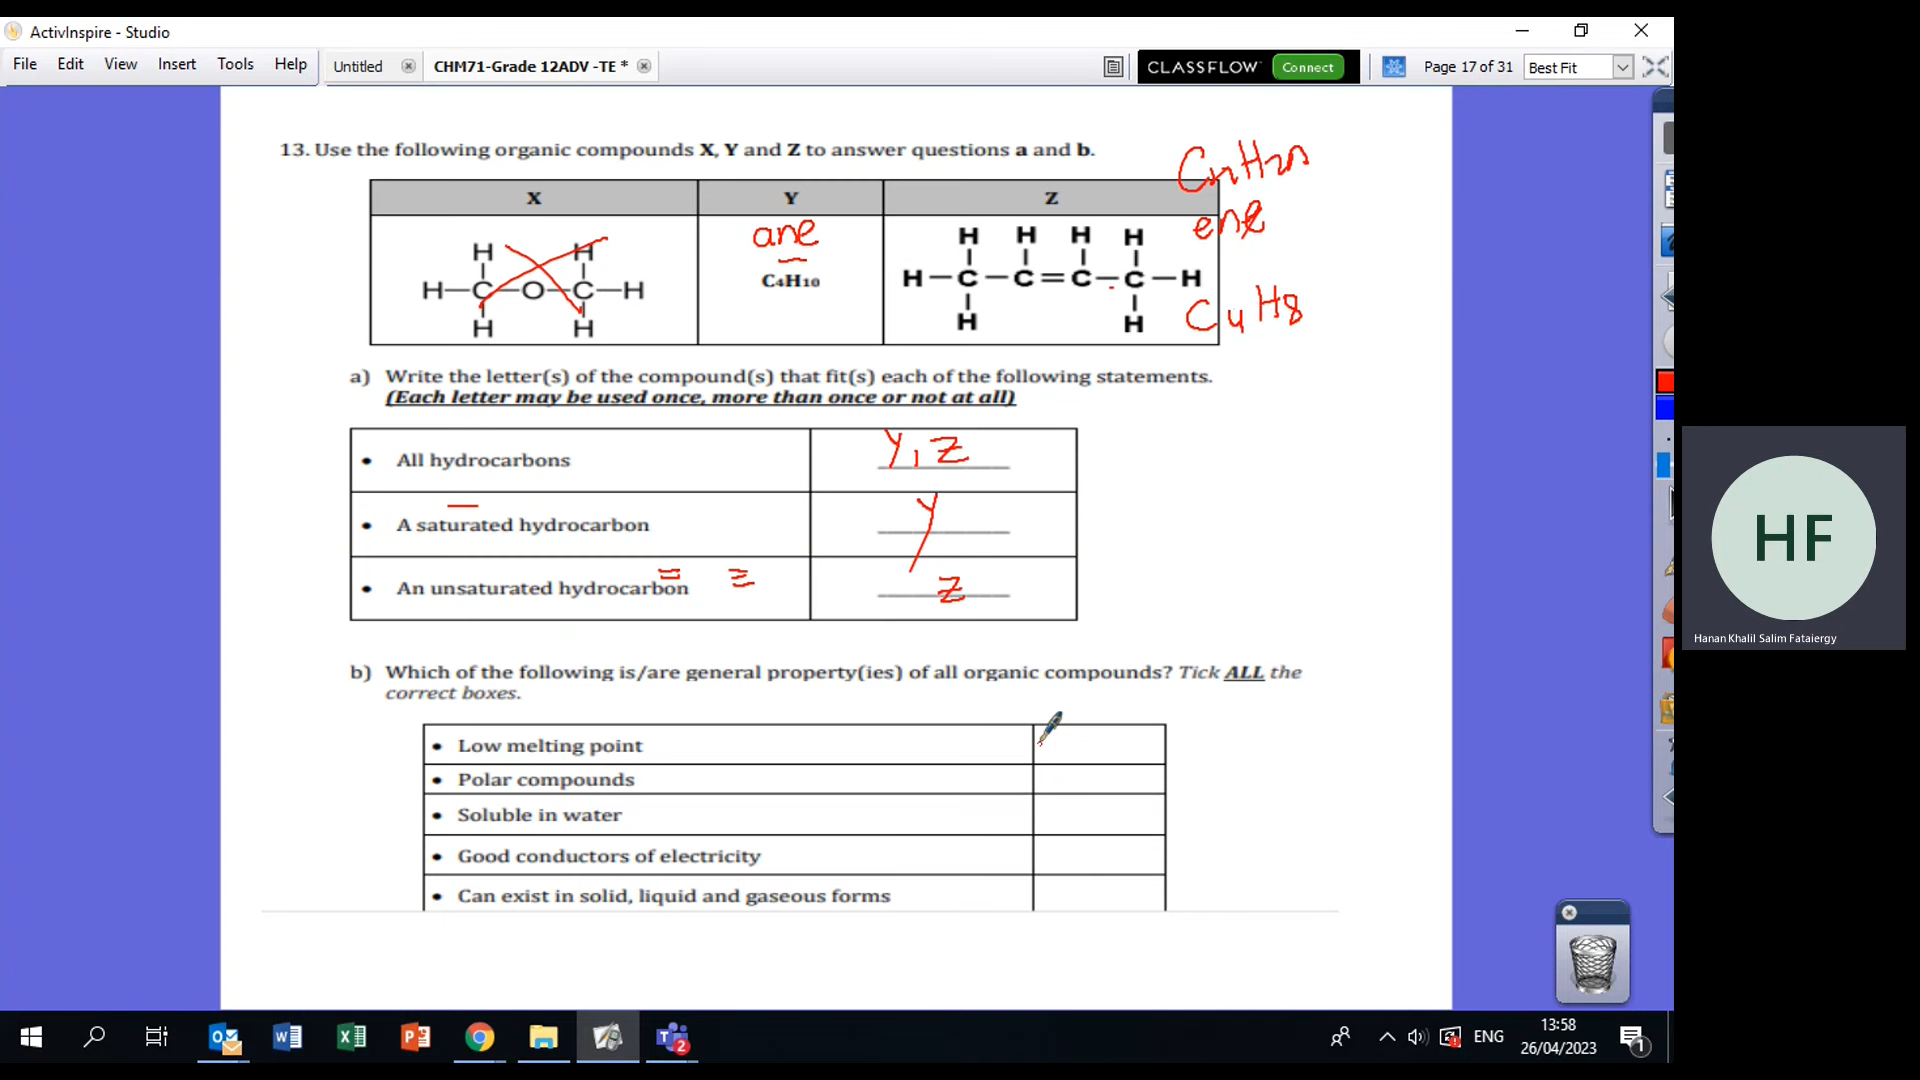 ActivInspire - Studio
File Edit View Insert Tools Help
Untitled CHM71-Grade 12ADV -TE *
CLASSFLOW Connect
Page 17 of 31 Best Fit
13. Use the following organic compounds X, Y and Z to answer questions a and b.
CnH2n
X Y Z
ane
ene
H H H H H H
H-C-O-C-H
C4H10
H-C-C=C-C-H
H H H H
C4H8
a) Write the letter(s) of the compound(s) that fit(s) each of the following statements.
(Each letter may be used once, more than once or not at all)
• All hydrocarbons Y, Z
• A saturated hydrocarbon Y
• An unsaturated hydrocarbon Z
b) Which of the following is/are general property(ies) of all organic compounds? Tick ALL the
correct boxes.
• Low melting point
• Polar compounds
• Soluble in water
• Good conductors of electricity
• Can exist in solid, liquid and gaseous forms
HF
Hanan Khalil Salim Fataiergy
ENG
13:58
26/04/2023
2
1